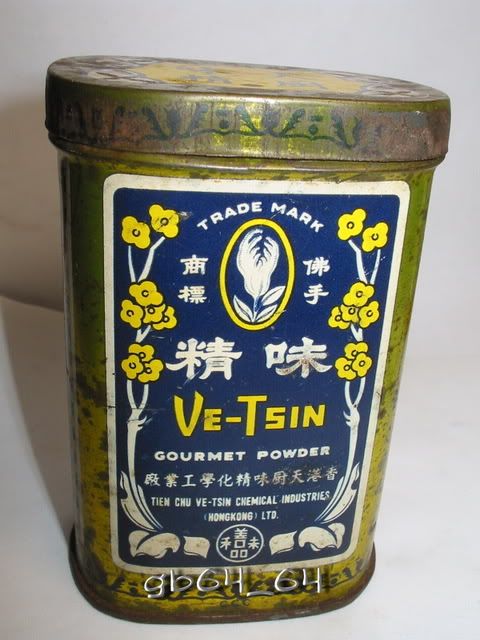 TRADE MARK
佛手
商標
味精
VE-TSIN
GOURMET POWDER
香港天厨味精化學工業廠
TIEN CHU VE-TSIN CHEMICAL INDUSTRIES
(HONGKONG) LTD.
gb64_64